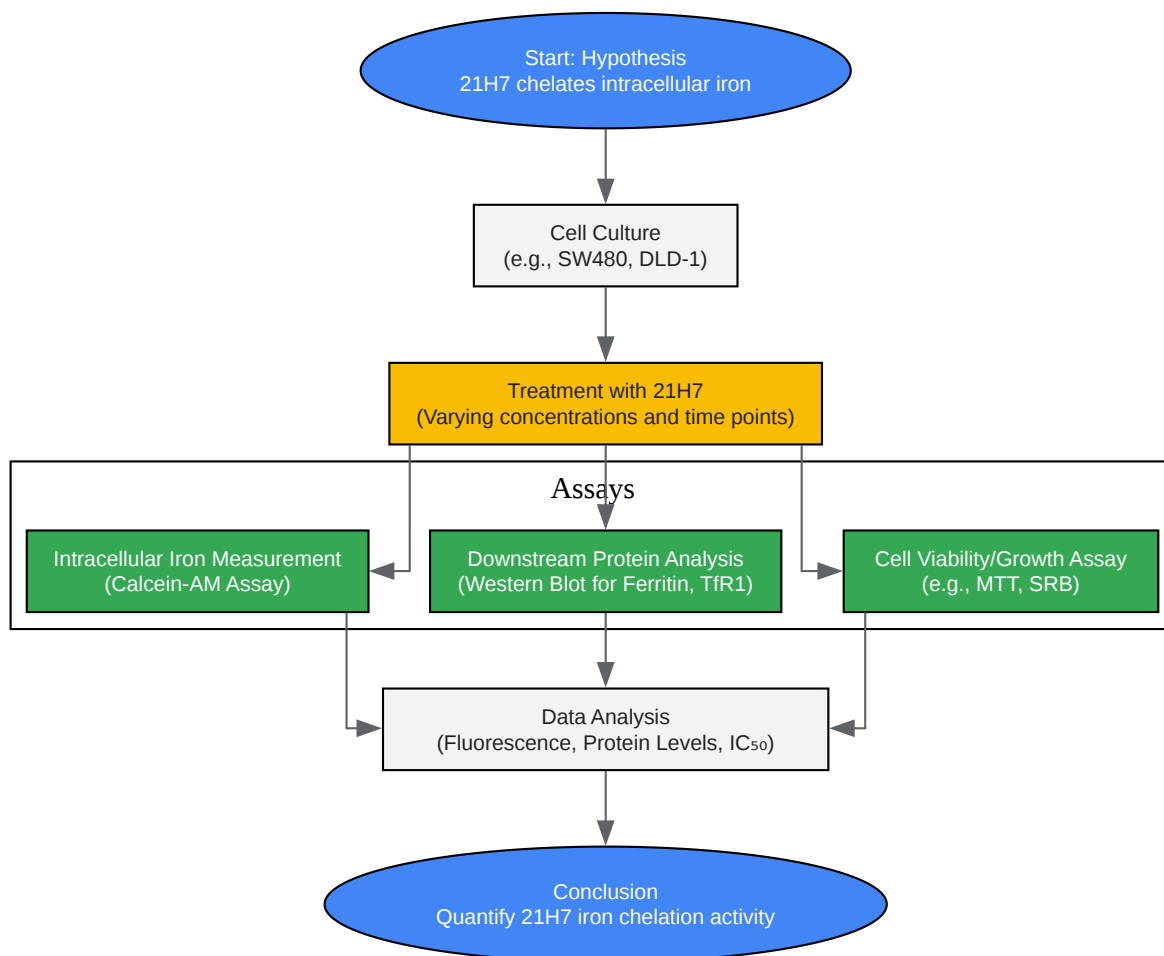 Start: Hypothesis
21H7 chelates intracellular iron
Cell Culture
(e.g., SW480, DLD-1)
Treatment with 21H7
(Varying concentrations and time points)
Assays
Intracellular Iron Measurement
(Calcein-AM Assay)
Downstream Protein Analysis
(Western Blot for Ferritin, TfR1)
Cell Viability/Growth Assay
(e.g., MTT, SRB)
Data Analysis
(Fluorescence, Protein Levels, IC₅₀)
Conclusion
Quantify 21H7 iron chelation activity